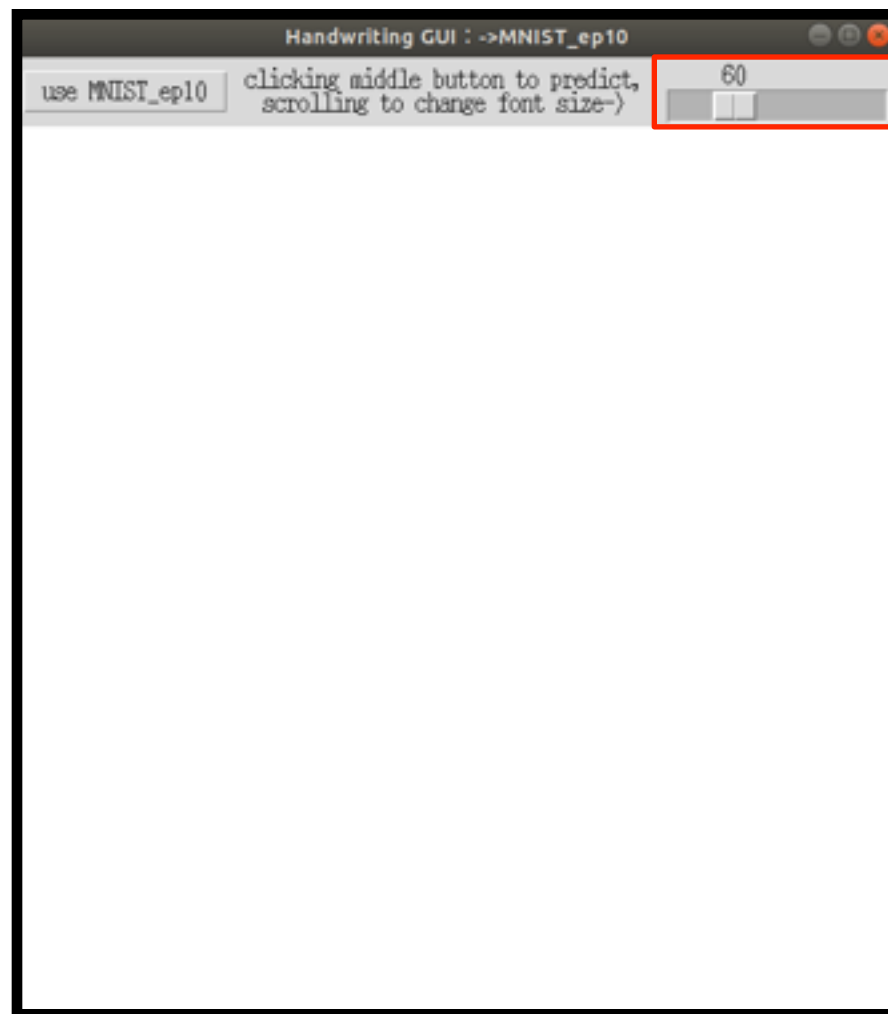 Handwriting GUI : ->MNIST_ep10
use MNIST_ep10
clicking middle button to predict,
scrolling to change font size->
60